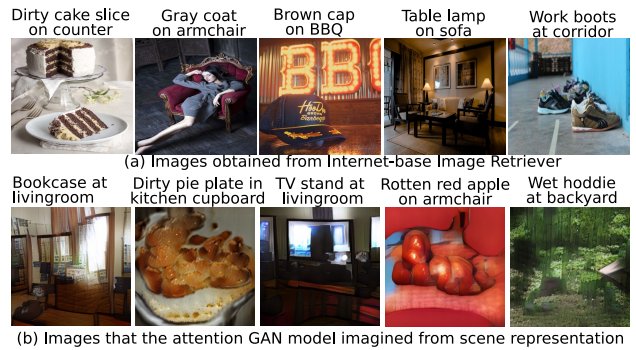 Dirty cake slice
on counter
Gray coat
on armchair
Brown cap
on BBQ
Table lamp
on sofa
Work boots
at corridor
BBQ
(a) Images obtained from Internet-base Image Retriever
Bookcase at
livingroom
Dirty pie plate in
kitchen cupboard
TV stand at
livingroom
Rotten red apple
on armchair
Wet hoddie
at backyard
(b) Images that the attention GAN model imagined from scene representation